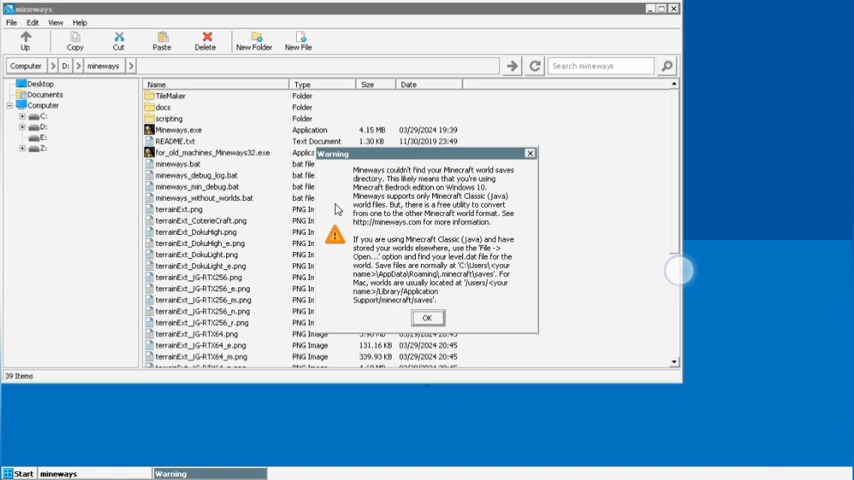 mineways
File Edit View Help
Up Copy Cut Paste Delete New Folder New File
Computer D: mineways Search mineways
Desktop
Documents
Computer
C:
D:
E:
Z:
Name Type Size Date
TileMaker Folder
docs Folder
scripting Folder
Mineways.exe Application 4.15 MB 03/29/2024 19:39
README.txt Text Document 1.30 KB 11/10/2019 23:49
for_old_machines_Mineways32.exe Applic
mineways.bat bat file
mineways_debug_log.bat bat file
mineways_min_debug.bat bat file
mineways_without_worlds.bat bat file
terrainExt.png PNG Im
terrainExt_CoterieCraft.png PNG Im
terrainExt_DokuHigh.png PNG Im
terrainExt_DokuHigh_e.png PNG Im
terrainExt_DokuLight.png PNG Im
terrainExt_DokuLight_e.png PNG Im
terrainExt_JG-RTX256.png PNG Im
terrainExt_JG-RTX256_e.png PNG Im
terrainExt_JG-RTX256_m.png PNG Im
terrainExt_JG-RTX256_n.png PNG Im
terrainExt_JG-RTX256_r.png PNG Im
terrainExt_JG-RTX64.png PNG Image
terrainExt_JG-RTX64_e.png PNG Image 131.16 KB 03/29/2024 20:45
terrainExt_JG-RTX64_m.png PNG Image 339.93 KB 03/29/2024 20:45
Warning
Mineways couldn't find your Minecraft world saves
directory. This likely means that you're using
Minecraft Bedrock edition on Windows 10.
Mineways supports only Minecraft Classic (Java)
world files. But, there is a free utility to convert
from one to the other Minecraft world format. See
http://mineways.com for more information.
If you are using Minecraft Classic (Java) and have
stored your worlds elsewhere, use the 'File ->
Open...' option and find your level.dat file for the
world. Save files are normally at 'C:\Users\<your
name>\AppData\Roaming\.minecraft\saves'. For
Mac, worlds are usually located at '/users/<your
name>/Library/Application
Support/minecraft/saves'.
OK
39 Items
Start mineways Warning